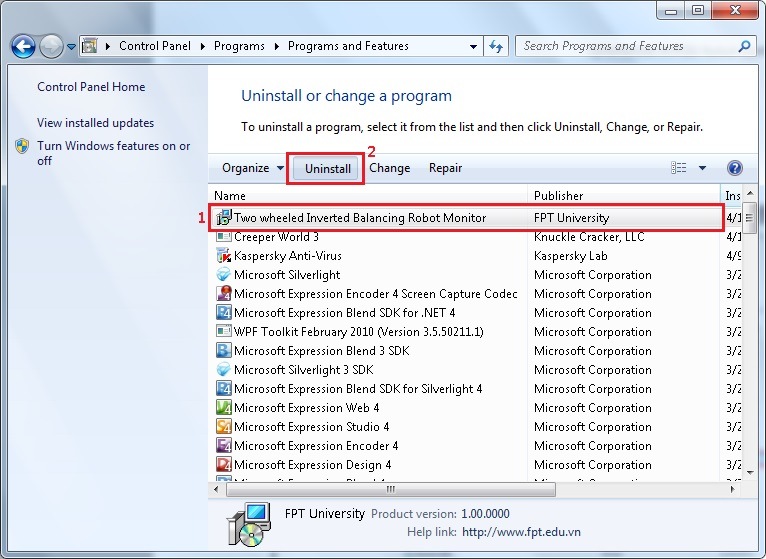 Control Panel Programs Programs and Features Search Programs and Features
Control Panel Home
View installed updates
Turn Windows features on or
off
Uninstall or change a program
To uninstall a program, select it from the list and then click Uninstall, Change, or Repair.
2
Organize Uninstall Change Repair
Name Publisher Ins
1 Two wheeled Inverted Balancing Robot Monitor FPT University 4/1
Creeper World 3 Knuckle Cracker, LLC 4/1
Kaspersky Anti-Virus Kaspersky Lab 4/9
Microsoft Silverlight Microsoft Corporation 3/2
Microsoft Expression Encoder 4 Screen Capture Codec Microsoft Corporation 3/2
Microsoft Expression Blend SDK for .NET 4 Microsoft Corporation 3/2
WPF Toolkit February 2010 (Version 3.5.50211.1) Microsoft Corporation 3/2
Microsoft Expression Blend 3 SDK Microsoft Corporation 3/2
Microsoft Silverlight 3 SDK Microsoft Corporation 3/2
Microsoft Expression Blend SDK for Silverlight 4 Microsoft Corporation 3/2
Microsoft Expression Web 4 Microsoft Corporation 3/2
Microsoft Expression Studio 4 Microsoft Corporation 3/2
Microsoft Expression Encoder 4 Microsoft Corporation 3/2
Microsoft Expression Design 4 Microsoft Corporation 3/2
FPT University Product version: 1.00.0000
Help link: http://www.fpt.edu.vn